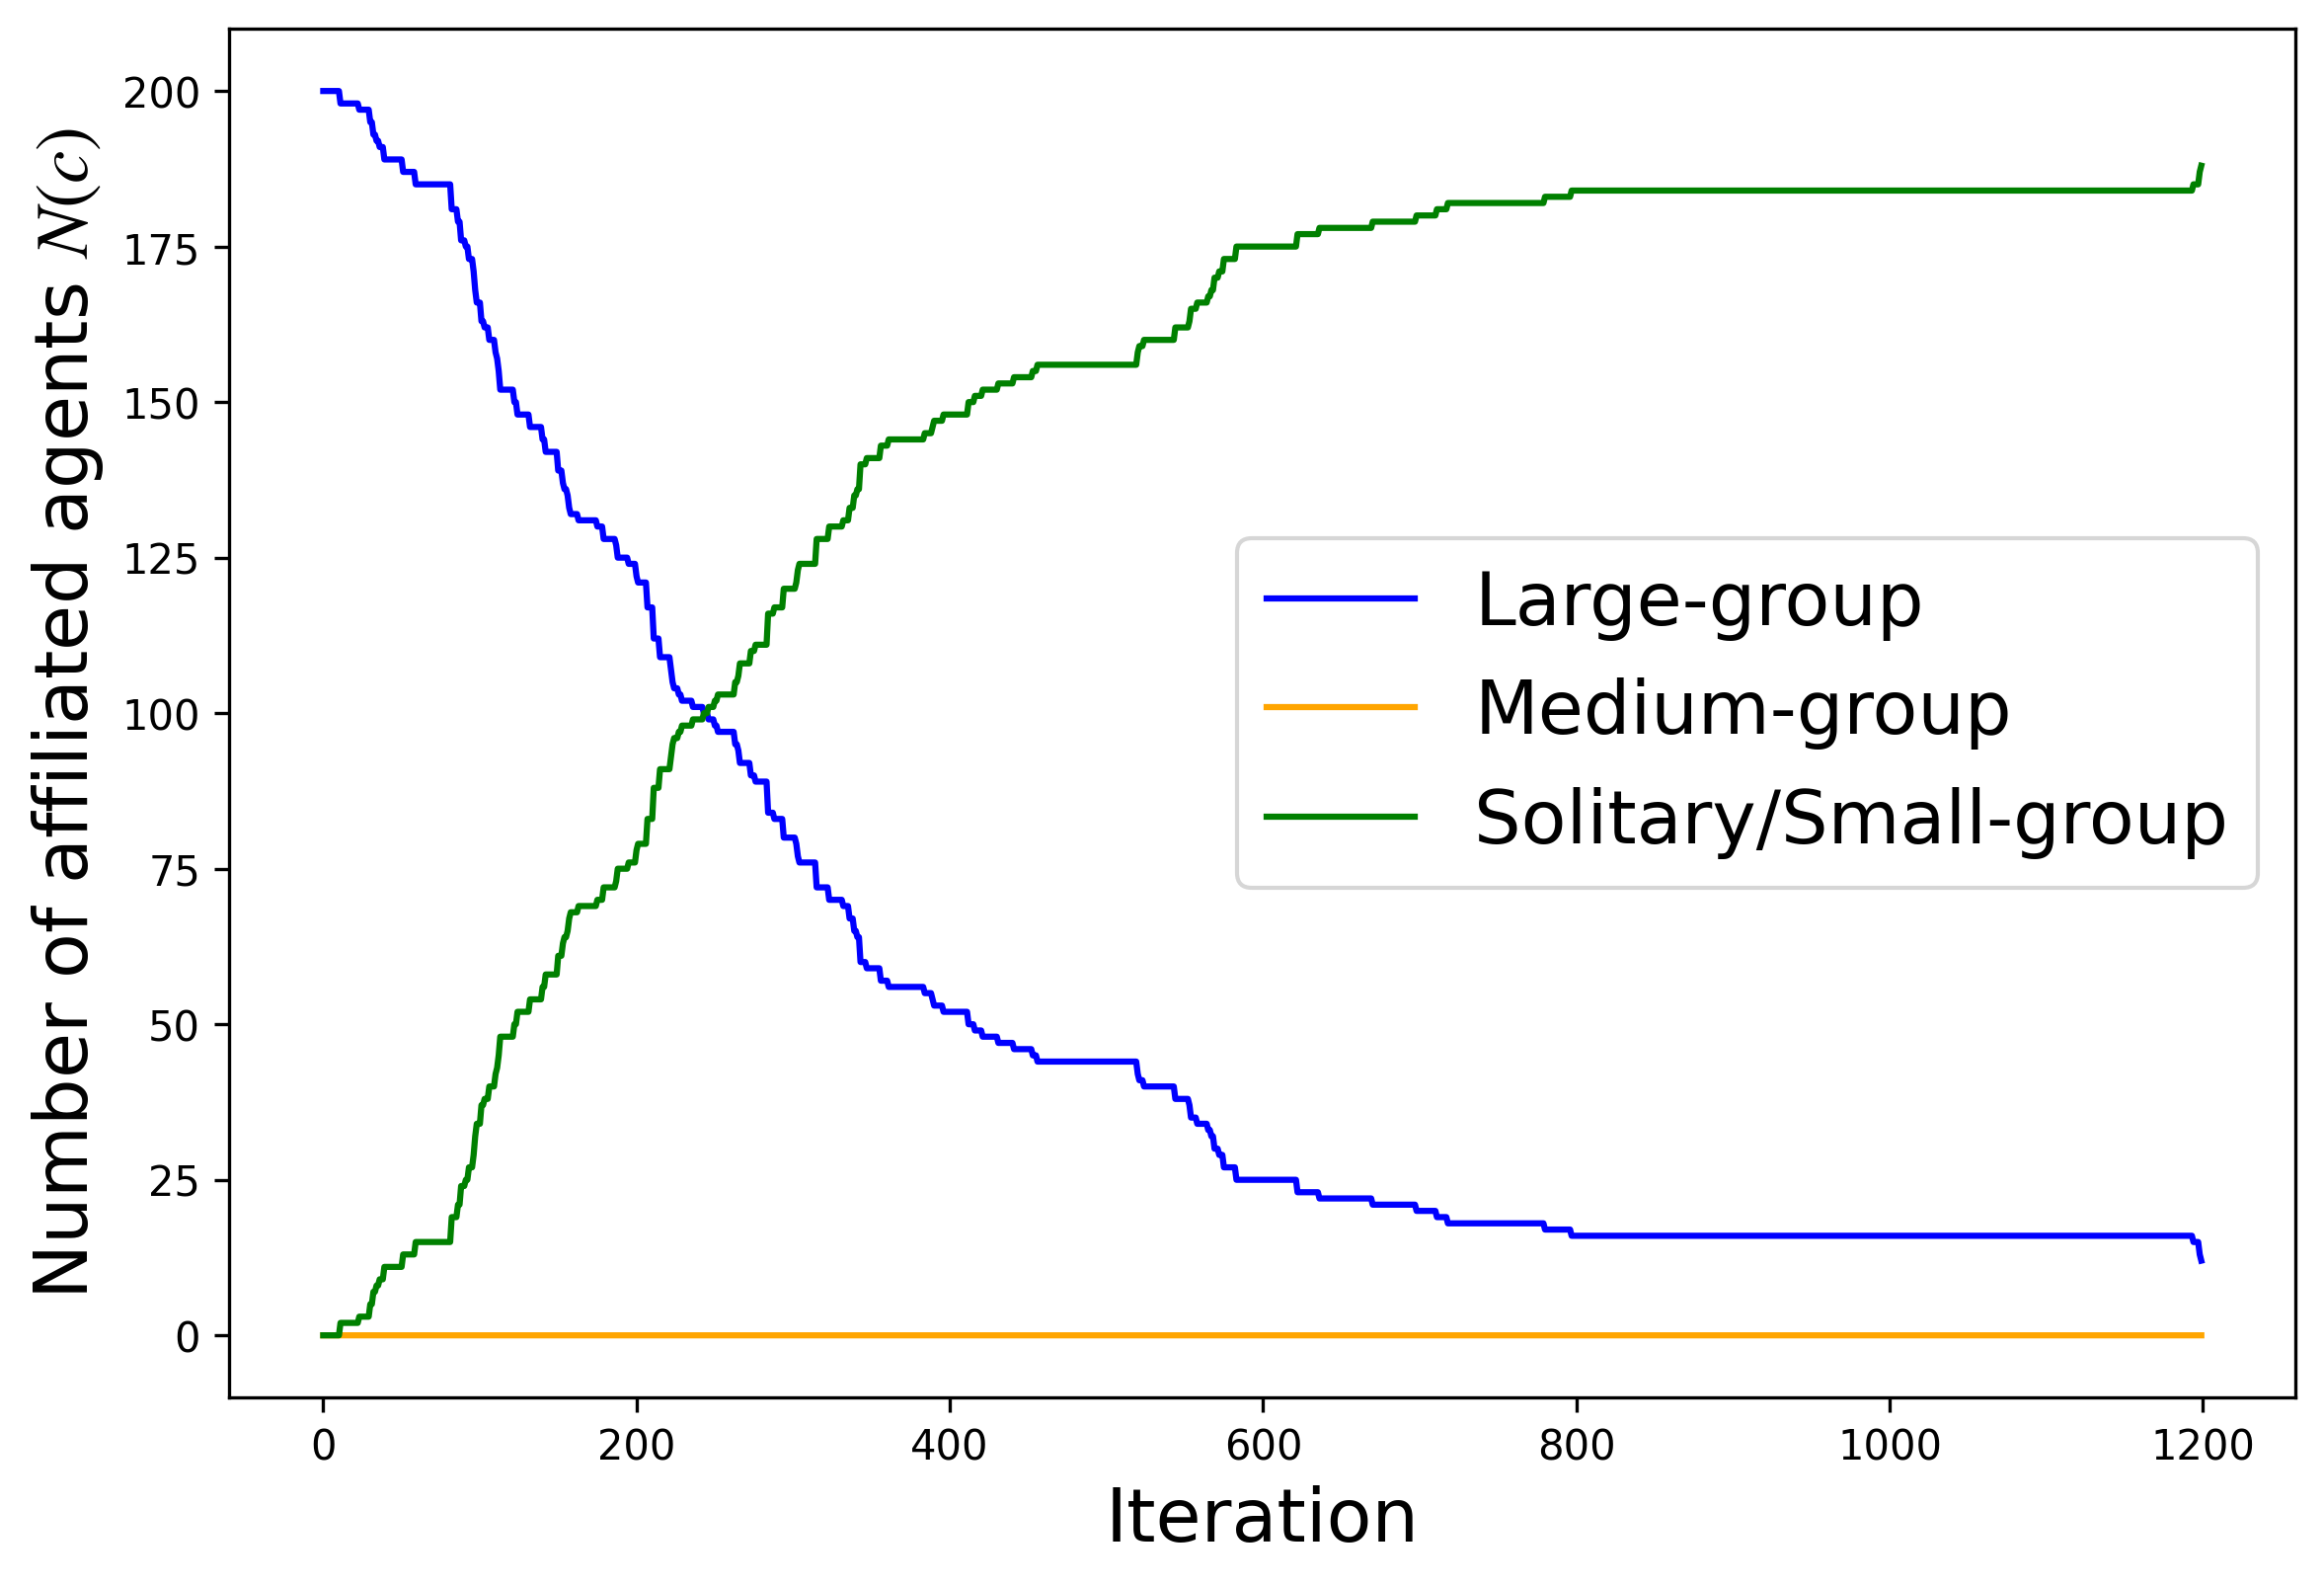 Number of affiliated agents N(c)
200
175
150
125
100
75
50
25
0
Large-group
Medium-group
Solitary/Small-group
0 200 400 600 800 1000 1200
Iteration